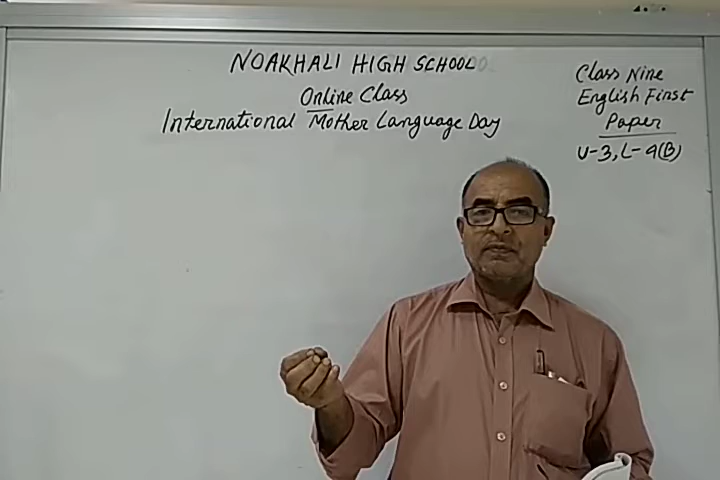 NOAKHALI HIGH SCHOOL
Online Class
International Mother Language Day
Class Nine
English First
Paper
U-3, L-4(B)